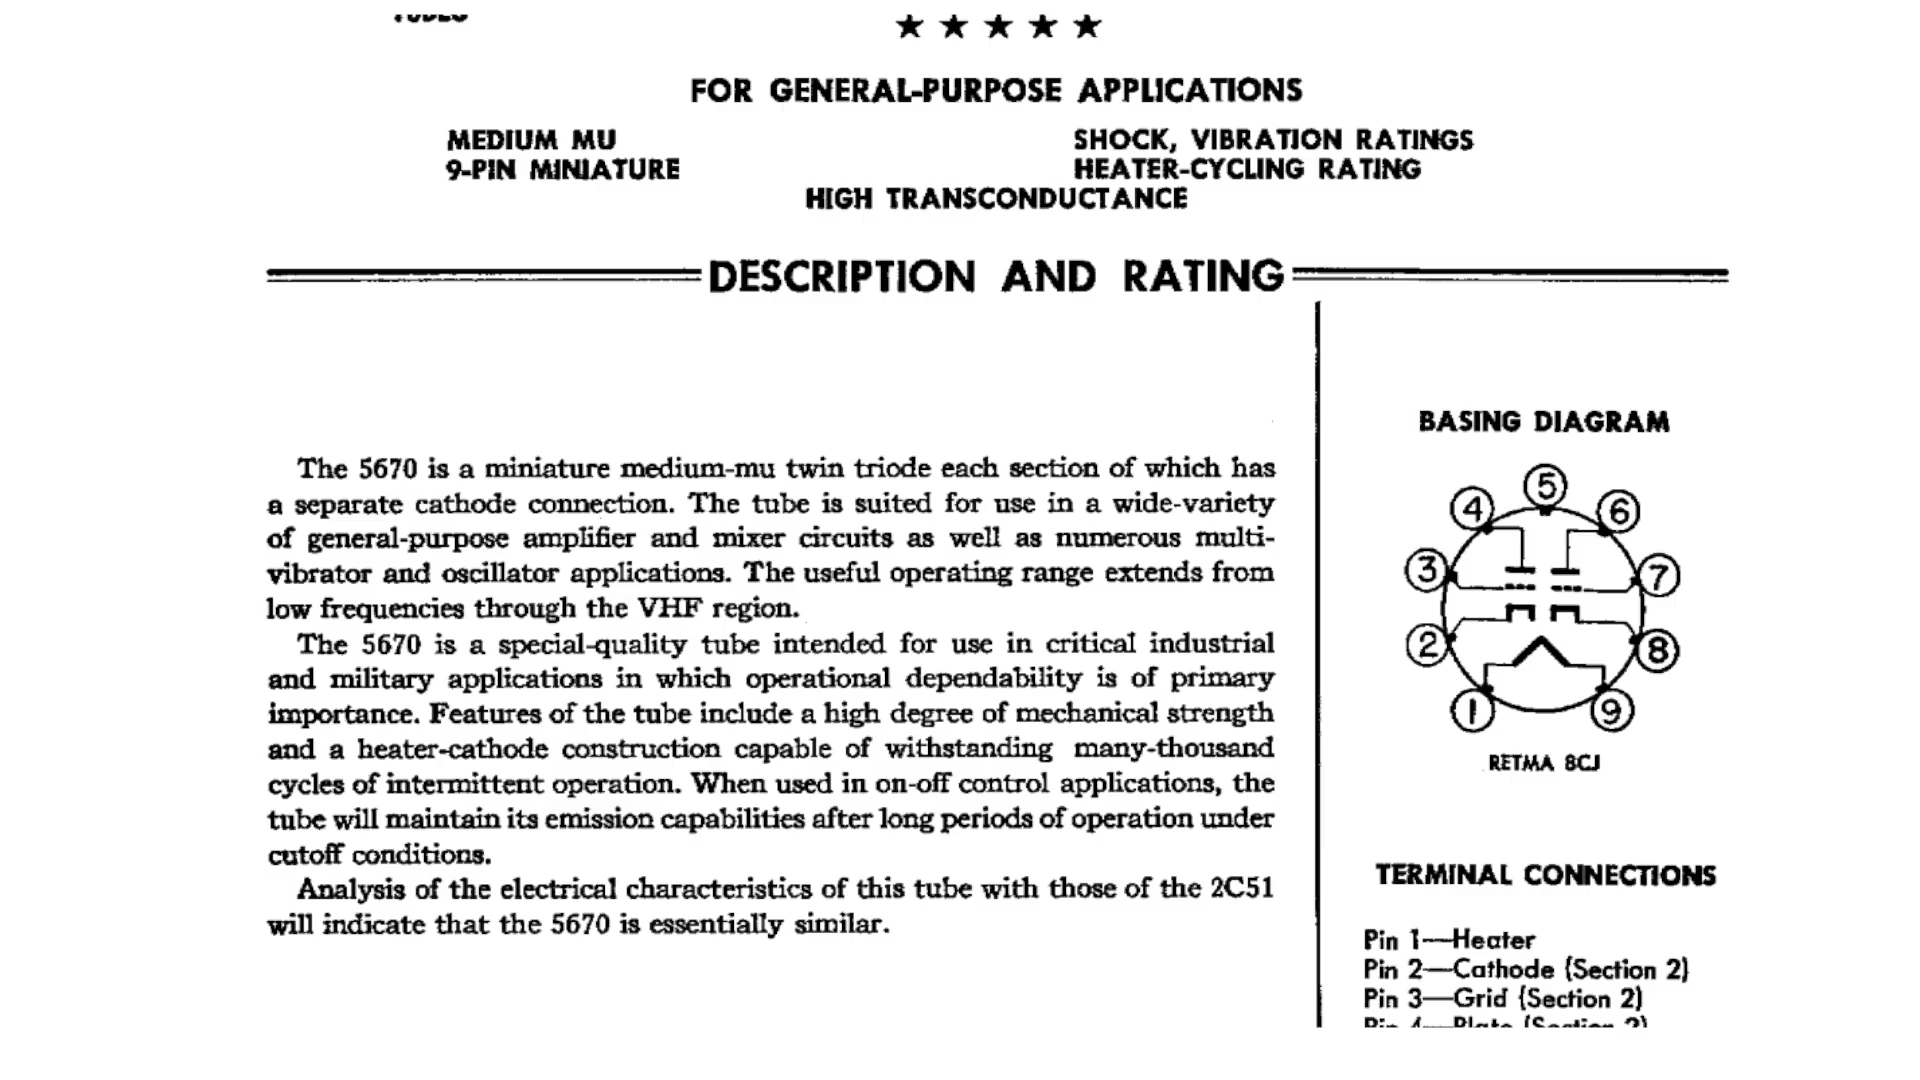 ★ ★ ★ ★ ★
FOR GENERAL-PURPOSE APPLICATIONS
MEDIUM MU
9-PIN MINIATURE
SHOCK, VIBRATION RATINGS
HEATER-CYCLING RATING
HIGH TRANSCONDUCTANCE
DESCRIPTION AND RATING
The 5670 is a miniature medium-mu twin triode each section of which has
a separate cathode connection. The tube is suited for use in a wide-variety
of general-purpose amplifier and mixer circuits as well as numerous multi-
vibrator and oscillator applications. The useful operating range extends from
low frequencies through the VHF region.
The 5670 is a special-quality tube intended for use in critical industrial
and military applications in which operational dependability is of primary
importance. Features of the tube include a high degree of mechanical strength
and a heater-cathode construction capable of withstanding many-thousand
cycles of intermittent operation. When used in on-off control applications, the
tube will maintain its emission capabilities after long periods of operation under
cutoff conditions.
Analysis of the electrical characteristics of this tube with those of the 2C51
will indicate that the 5670 is essentially similar.
BASING DIAGRAM
5
4 6
3 7
2 8
1 9
RETMA 8CJ
TERMINAL CONNECTIONS
Pin 1—Heater
Pin 2—Cathode (Section 2)
Pin 3—Grid (Section 2)
Pin 4—Plate (Section 2)